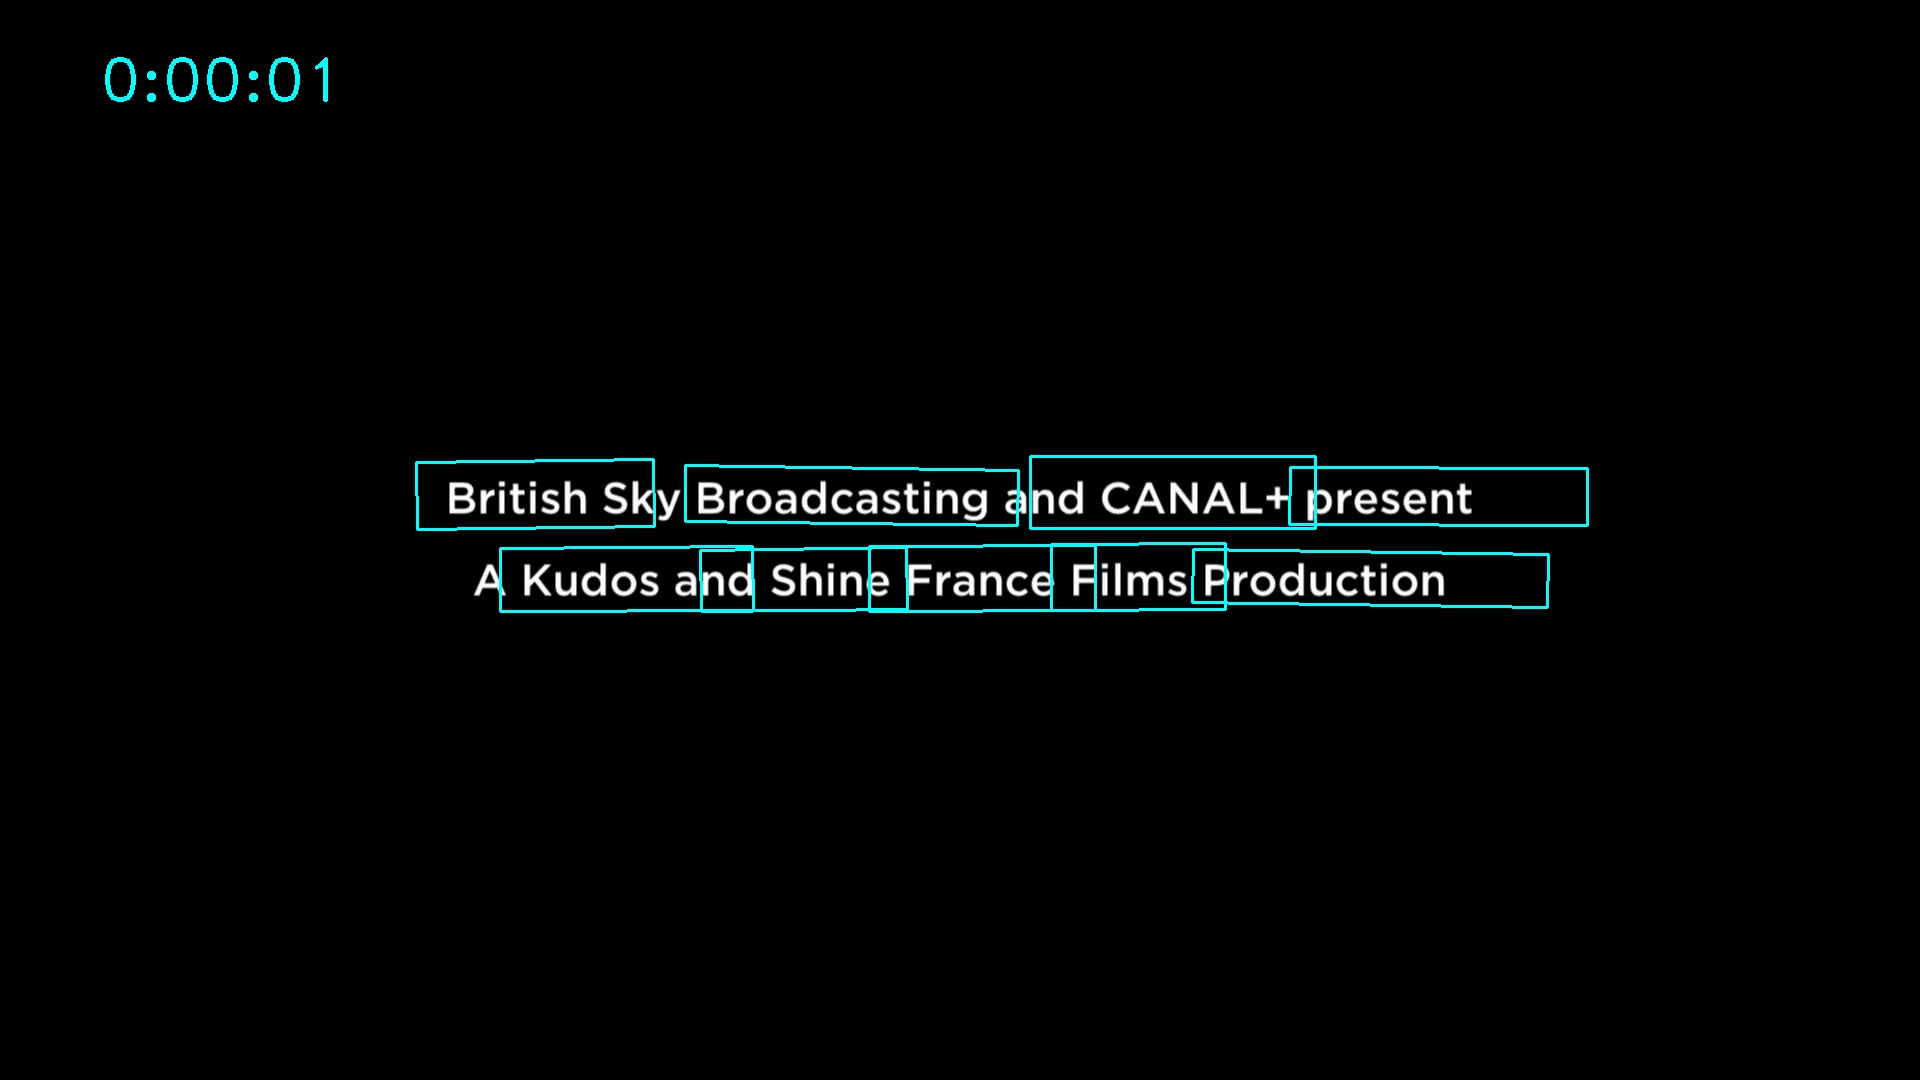 0:00:01
British Sky Broadcasting and CANAL+ present
A Kudos and Shine France Films Production